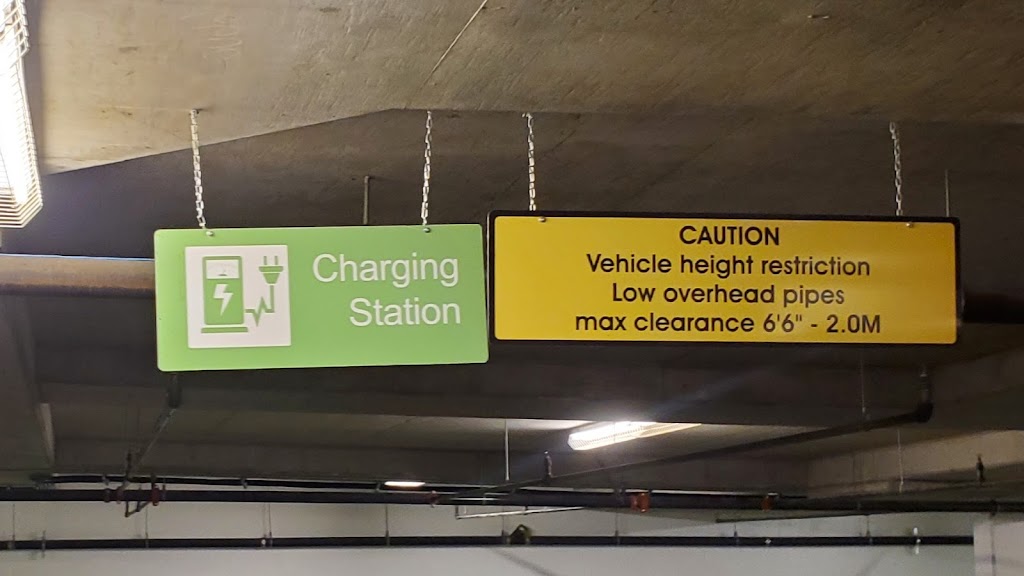 Charging
Station
CAUTION
Vehicle height restriction
Low overhead pipes
max clearance 6'6" - 2.0M